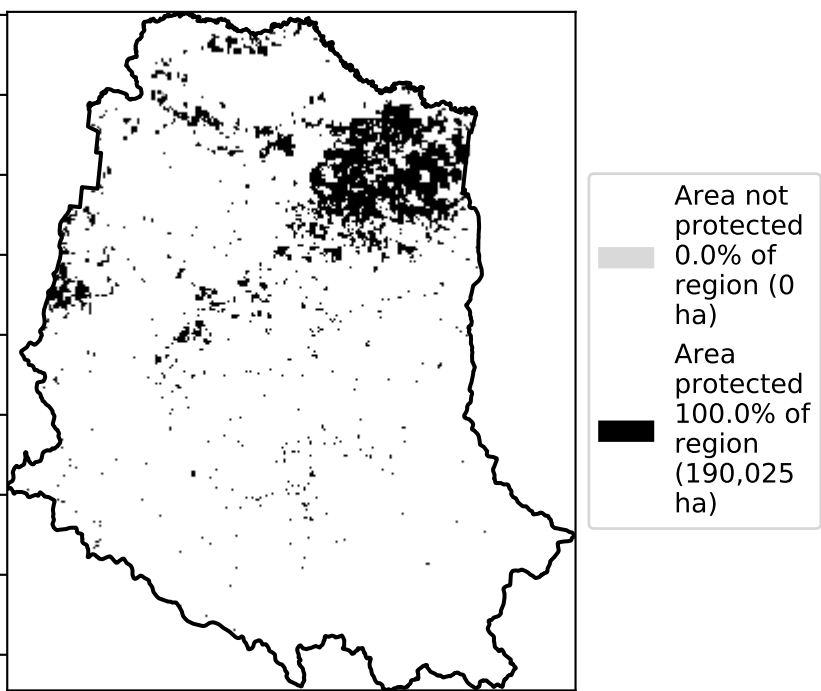 Area not
protected
0.0% of
region (0
ha)
Area
protected
100.0% of
region
(190,025
ha)